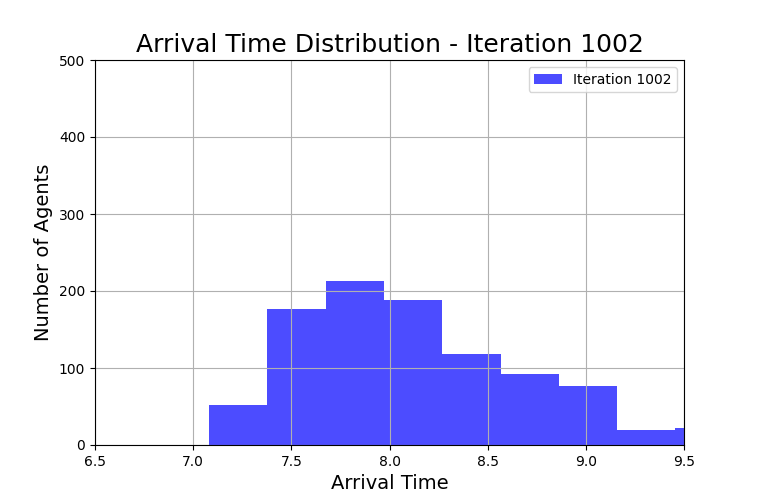 Arrival Time Distribution - Iteration 1002
Iteration 1002
Number of Agents
500
400
300
200
100
0
6.5 7.0 7.5 8.0 8.5 9.0 9.5
Arrival Time